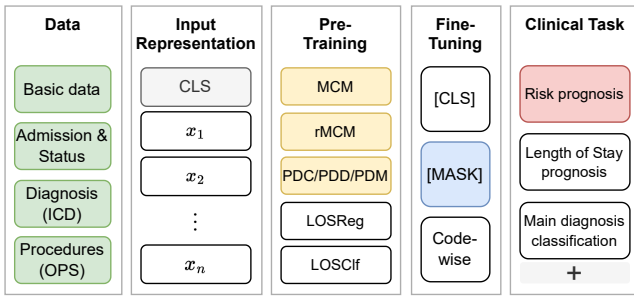 Data
Basic data
Admission &
Status
Diagnosis
(ICD)
Procedures
(OPS)
Input
Representation
CLS
x₁
x₂
⋮
xₙ
Pre-
Training
MCM
rMCM
PDC/PDD/PDM
LOSReg
LOSClf
Fine-
Tuning
[CLS]
[MASK]
Code-
wise
Clinical Task
Risk prognosis
Length of Stay
prognosis
Main diagnosis
classification
+